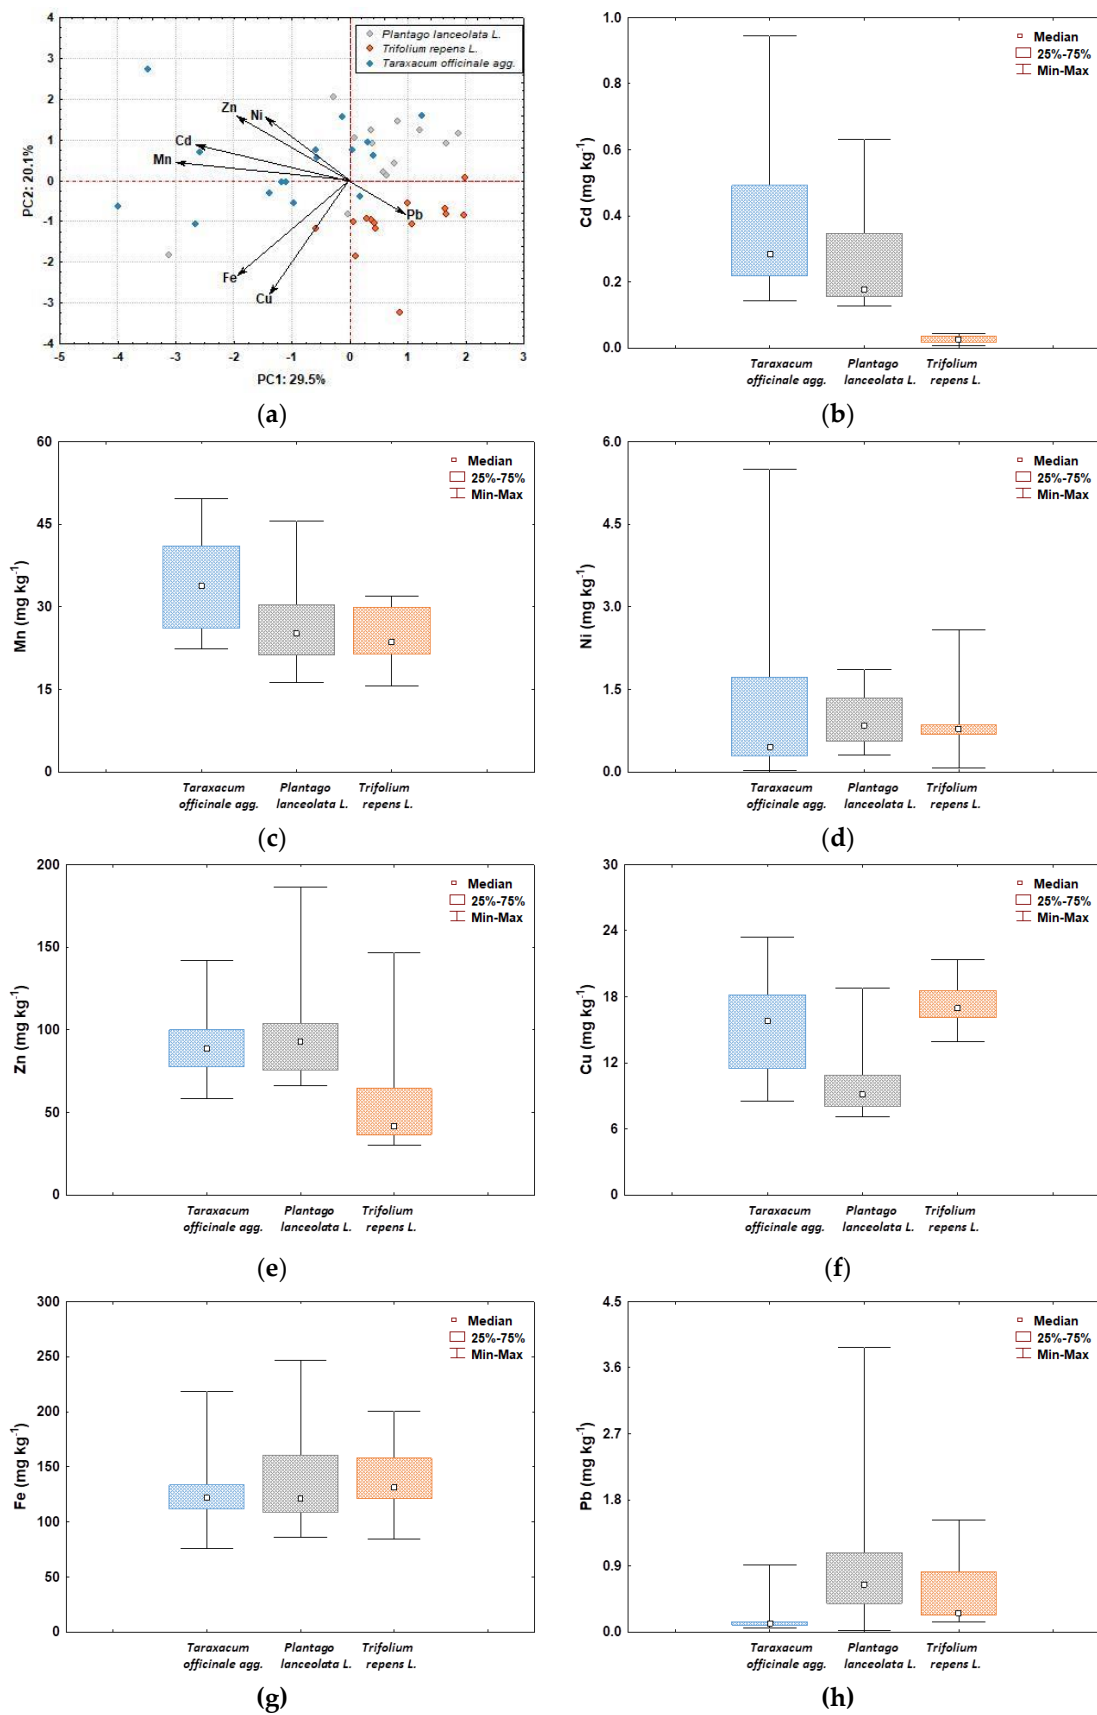 4
3
2
1
0
-1
-2
-3
-4
PC2: 20.1%
Plantago lanceolata L.
Trifolium repens L.
Taraxacum officinale agg.
Zn
Ni
Cd
Mn
Pb
Fe
Cu
-5 -4 -3 -2 -1 0 1 2 3
PC1: 29.5%
(a)
1.0
0.8
0.6
0.4
0.2
0.0
Cd (mg kg-1)
Median
25%-75%
Min-Max
Taraxacum Plantago Trifolium
officinale agg. lanceolata L. repens L.
(b)
60
45
30
15
0
Mn (mg kg-1)
Median
25%-75%
Min-Max
Taraxacum Plantago Trifolium
officinale agg. lanceolata L. repens L.
(c)
6.0
4.5
3.0
1.5
0.0
Ni (mg kg-1)
Median
25%-75%
Min-Max
Taraxacum Plantago Trifolium
officinale agg. lanceolata L. repens L.
(d)
200
150
100
50
0
Zn (mg kg-1)
Median
25%-75%
Min-Max
Taraxacum Plantago Trifolium
officinale agg. lanceolata L. repens L.
(e)
30
24
18
12
6
0
Cu (mg kg-1)
Median
25%-75%
Min-Max
Taraxacum Plantago Trifolium
officinale agg. lanceolata L. repens L.
(f)
300
250
200
150
100
50
0
Fe (mg kg-1)
Median
25%-75%
Min-Max
Taraxacum Plantago Trifolium
officinale agg. lanceolata L. repens L.
(g)
4.5
3.6
2.7
1.8
0.9
0.0
Pb (mg kg-1)
Median
25%-75%
Min-Max
Taraxacum Plantago Trifolium
officinale agg. lanceolata L. repens L.
(h)